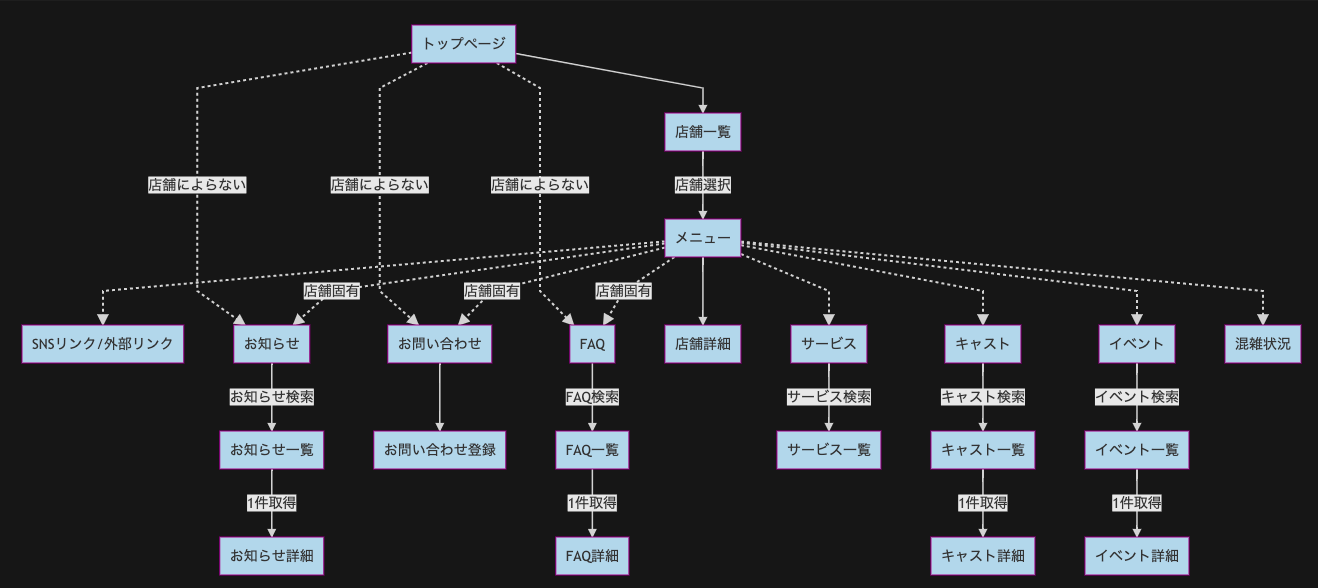 トップページ
店舗一覧
店舗によらない
店舗によらない
店舗によらない
店舗選択
メニュー
店舗固有
店舗固有
店舗固有
SNSリンク/外部リンク
お知らせ
お問い合わせ
FAQ
店舗詳細
サービス
キャスト
イベント
混雑状況
お知らせ検索
FAQ検索
サービス検索
キャスト検索
イベント検索
お知らせ一覧
お問い合わせ登録
FAQ一覧
サービス一覧
キャスト一覧
イベント一覧
1件取得
1件取得
1件取得
1件取得
お知らせ詳細
FAQ詳細
キャスト詳細
イベント詳細